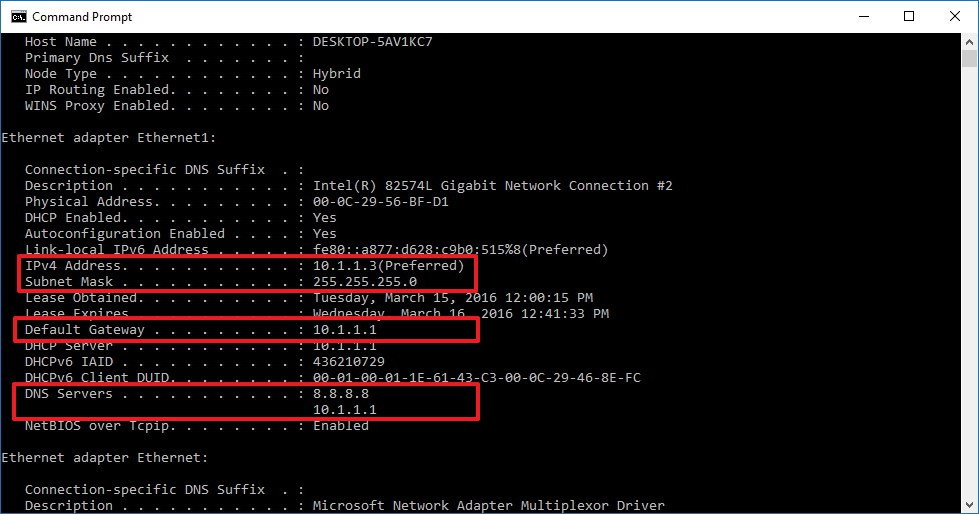 Command Prompt
Host Name . . . . . . . . . . . . : DESKTOP-5AV1KC7
Primary Dns Suffix  . . . . . . . :
Node Type . . . . . . . . . . . . : Hybrid
IP Routing Enabled. . . . . . . . : No
WINS Proxy Enabled. . . . . . . . : No
Ethernet adapter Ethernet1:
Connection-specific DNS Suffix  . :
Description . . . . . . . . . . . : Intel(R) 82574L Gigabit Network Connection #2
Physical Address. . . . . . . . . : 00-0C-29-56-BF-D1
DHCP Enabled. . . . . . . . . . . : Yes
Autoconfiguration Enabled . . . . : Yes
Link-local IPv6 Address . . . . . : fe80::a877:d628:c9b0:515%8(Preferred)
IPv4 Address. . . . . . . . . . . : 10.1.1.3(Preferred)
Subnet Mask . . . . . . . . . . . : 255.255.255.0
Lease Obtained. . . . . . . . . . : Tuesday, March 15, 2016 12:00:15 PM
Lease Expires . . . . . . . . . . : Wednesday, March 16, 2016 12:41:33 PM
Default Gateway . . . . . . . . . : 10.1.1.1
DHCP Server . . . . . . . . . . . : 10.1.1.1
DHCPv6 IAID . . . . . . . . . . . : 436210729
DHCPv6 Client DUID. . . . . . . . : 00-01-00-01-1E-61-43-C3-00-0C-29-46-8E-FC
DNS Servers . . . . . . . . . . . : 8.8.8.8
10.1.1.1
NetBIOS over Tcpip. . . . . . . . : Enabled
Ethernet adapter Ethernet:
Connection-specific DNS Suffix  . :
Description . . . . . . . . . . . : Microsoft Network Adapter Multiplexor Driver